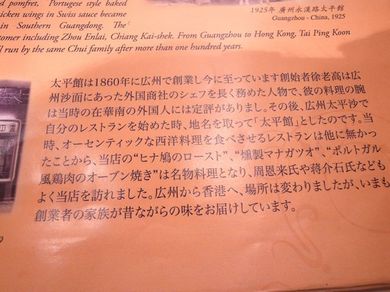 d pomfret, Portugese style baked
hicken wings in Swiss sauce became
in Southern Guangdong. The
ustomer including Zhou Enlai, Chiang Kai-shek. From Guangzhou to Hong Kong, Tai Ping Koon
ll run by the same Chui family after more than one hundred years.
1925年 廣州永漢路太平館
Guangzhou - China, 1925
太平館は1860年に広州で創業し今に至っています創始者徐老高は広
州沙面にあった外国商社のシェフを長く務めた人物で、彼の料理の腕
は当時の在華南の外国人には定評がありまし。その後、広州太平沙で
自分のレストランを始めた時、地名を取って「太平館」としたのです。当
時、オーセンティックな西洋料理を食べさせるレストランは他に無かっ
たことから、当店の“ヒナ鳩のロースト”、“燻製マナガツオ”、“ポルトガル
風鶏肉のオーブン焼き”は名物料理となり、周恩来氏や蒋介石氏なども
よく当店を訪れました。広州から香港へ、場所は変わりましたが、いまも
創業者の家族が昔ながらの味をお届けしています。